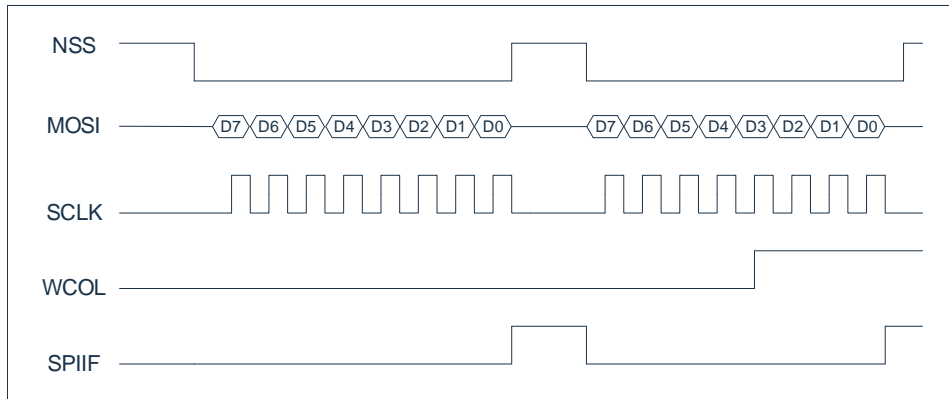 NSS
MOSI D7 D6 D5 D4 D3 D2 D1 D0 D7 D6 D5 D4 D3 D2 D1 D0
SCLK
WCOL
SPIIF